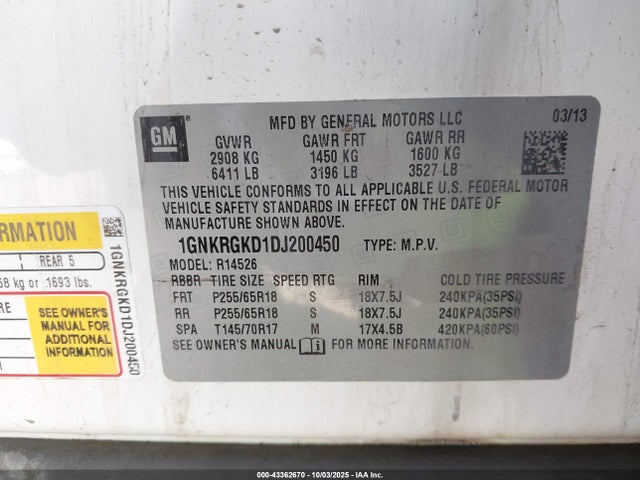 GM
MFD BY GENERAL MOTORS LLC
03/13
GVWR GAWR FRT GAWR RR
2908 KG 1450 KG 1600 KG
6411 LB 3196 LB 3527 LB
THIS VEHICLE CONFORMS TO ALL APPLICABLE U.S. FEDERAL MOTOR
VEHICLE SAFETY STANDARDS IN EFFECT ON THE DATE OF
MANUFACTURE SHOWN ABOVE.
1GNKRGKD1DJ200450 TYPE: M.P.V.
MODEL: R14526
RBBR TIRE SIZE SPEED RTG RIM COLD TIRE PRESSURE
FRT P255/65R18 S 18X7.5J 240KPA(35PSI)
RR P255/65R18 S 18X7.5J 240KPA(35PSI)
SPA T145/70R17 M 17X4.5B 420KPA(60PSI)
SEE OWNER'S MANUAL FOR MORE INFORMATION.
REAR 5
68 kg or 1693 lbs.
SEE OWNER'S
MANUAL FOR
ADDITIONAL
INFORMATION
1GNKRGKD1DJ200450
000-43362670 - 10/03/2025 - IAA Inc.